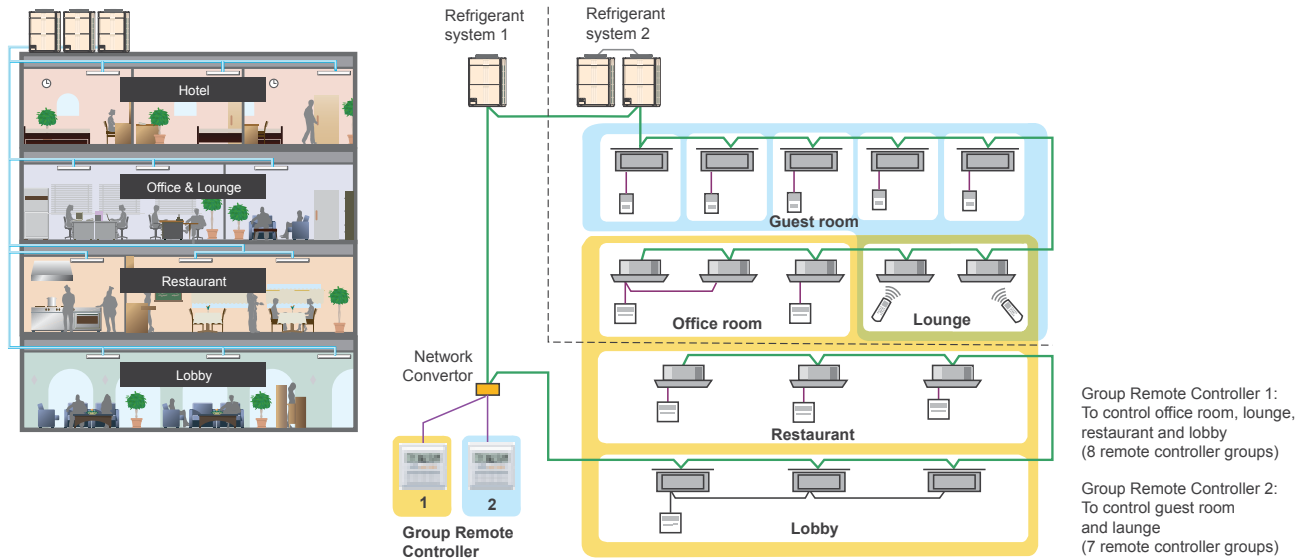 Hotel
Office & Lounge
Restaurant
Lobby
Refrigerant
system 1
Refrigerant
system 2
Guest room
Office room
Lounge
Restaurant
Lobby
Network
Convertor
1
2
Group Remote
Controller
Group Remote Controller 1:
To control office room, lounge,
restaurant and lobby
(8 remote controller groups)
Group Remote Controller 2:
To control guest room
and launge
(7 remote controller groups)